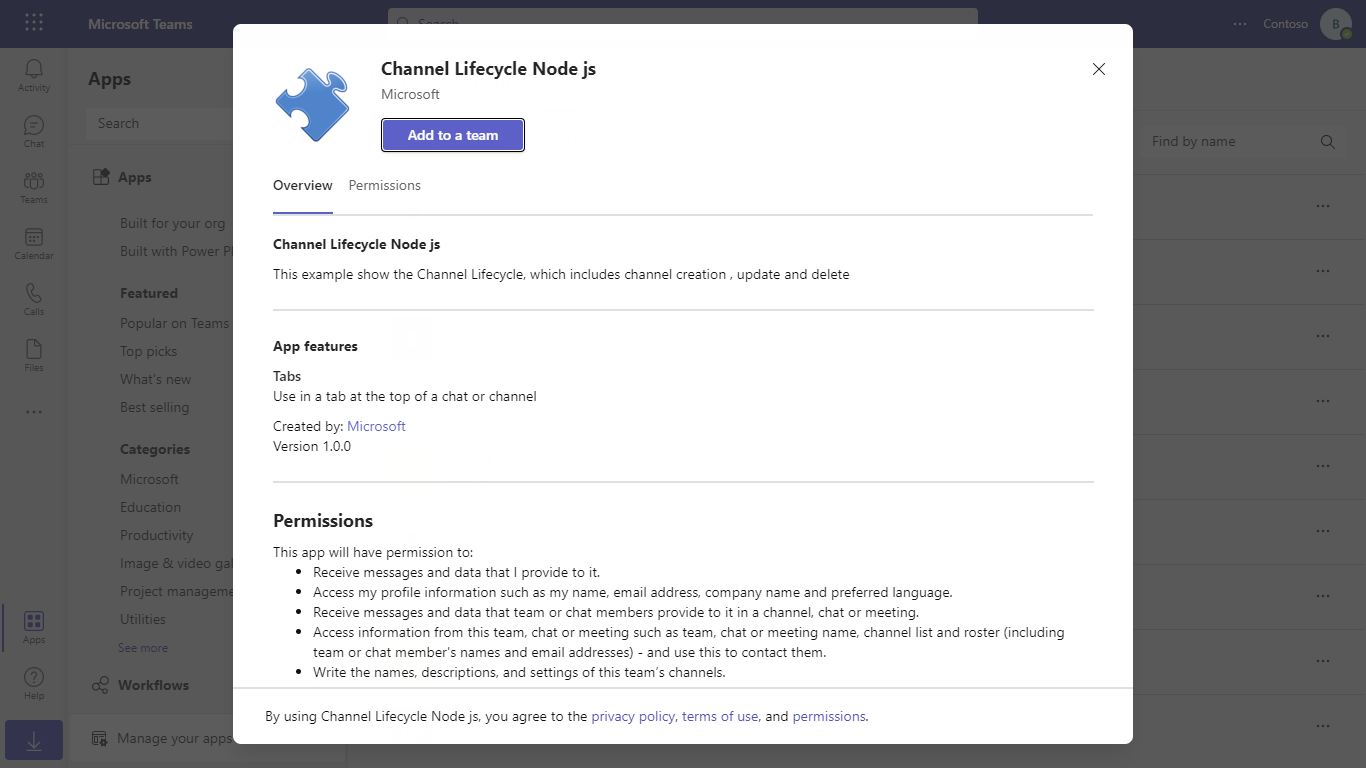 Microsoft Teams
Search
Contoso
B
Activity
Chat
Teams
Calendar
Calls
Files
Apps
Help
Apps
Search
Apps
Built for your org
Built with Power
Featured
Popular on Teams
Top picks
What's new
Best selling
Categories
Microsoft
Education
Productivity
Image & video
Project
Utilities
See more
Workflows
Manage your apps
Find by name
Channel Lifecycle Node js
Microsoft
Add to a team
Overview Permissions
Channel Lifecycle Node js
This example show the Channel Lifecycle, which includes channel creation , update and delete
App features
Tabs
Use in a tab at the top of a chat or channel
Created by: Microsoft
Version 1.0.0
Permissions
This app will have permission to:
Receive messages and data that I provide to it.
Access my profile information such as my name, email address, company name and preferred language.
Receive messages and data that team or chat members provide to it in a channel, chat or meeting.
Access information from this team, chat or meeting such as team, chat or meeting name, channel list and roster (including
team or chat member's names and email addresses) - and use this to contact them.
Write the names, descriptions, and settings of this team's channels.
By using Channel Lifecycle Node js, you agree to the privacy policy, terms of use, and permissions.